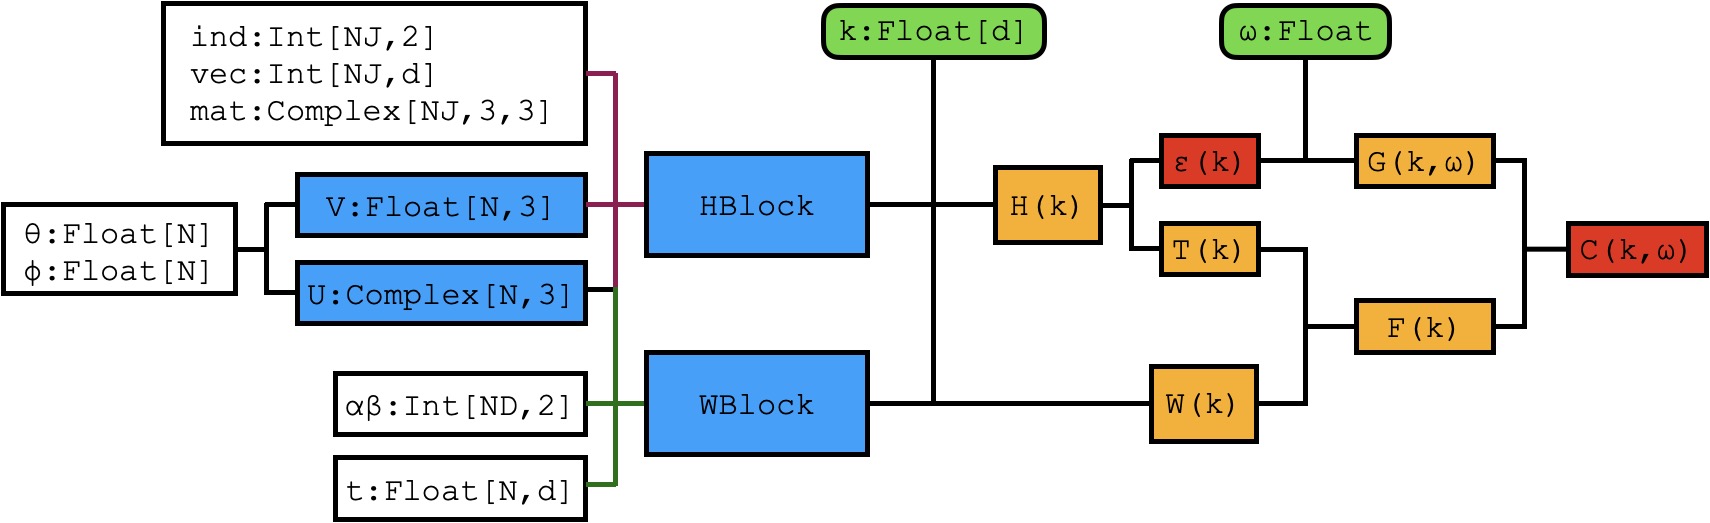 ind:Int[NJ,2]
vec:Int[NJ,d]
mat:Complex[NJ,3,3]
k:Float[d]
ω:Float
θ:Float[N]
ϕ:Float[N]
V:Float[N,3]
U:Complex[N,3]
αβ:Int[ND,2]
t:Float[N,d]
HBlock
WBlock
H(k)
ε(k)
T(k)
W(k)
G(k,ω)
F(k)
C(k,ω)